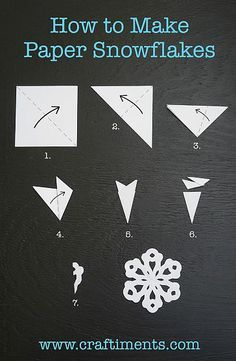 How to Make
Paper Snowflakes
1.
2.
3.
4.
5.
6.
7.
www.craftiments.com